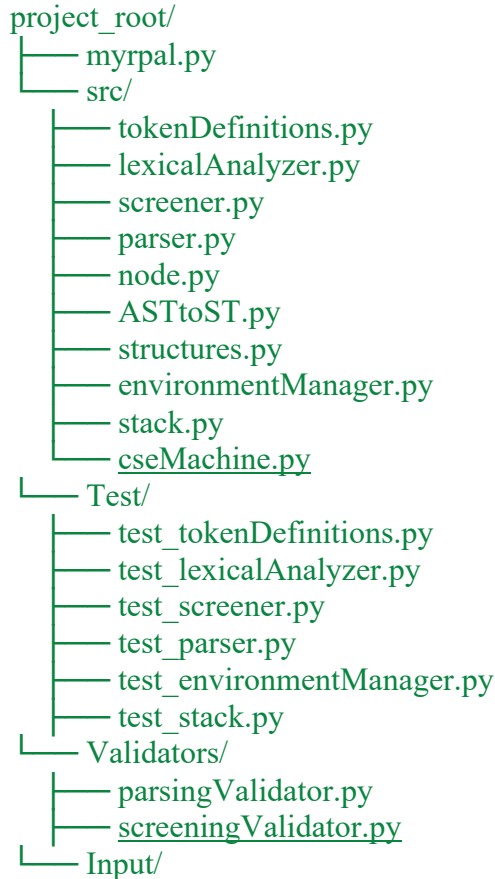 project_root/
├── myrpal.py
└── src/
├── tokenDefinitions.py
├── lexicalAnalyzer.py
├── screener.py
├── parser.py
├── node.py
├── ASTtoST.py
├── structures.py
├── environmentManager.py
├── stack.py
└── cseMachine.py
└── Test/
├── test_tokenDefinitions.py
├── test_lexicalAnalyzer.py
├── test_screener.py
├── test_parser.py
├── test_environmentManager.py
├── test_stack.py
└── Validators/
├── parsingValidator.py
├── screeningValidator.py
└── Input/